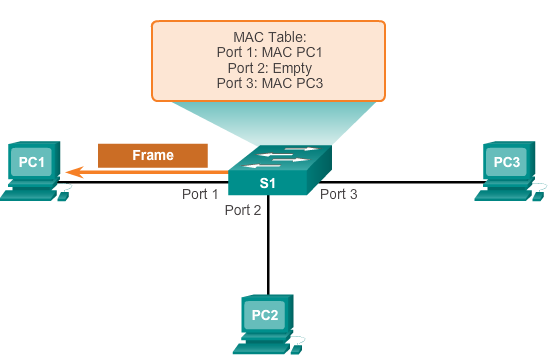 MAC Table:
Port 1: MAC PC1
Port 2: Empty
Port 3: MAC PC3
Frame
PC1
PC3
S1
Port 1
Port 3
Port 2
PC2